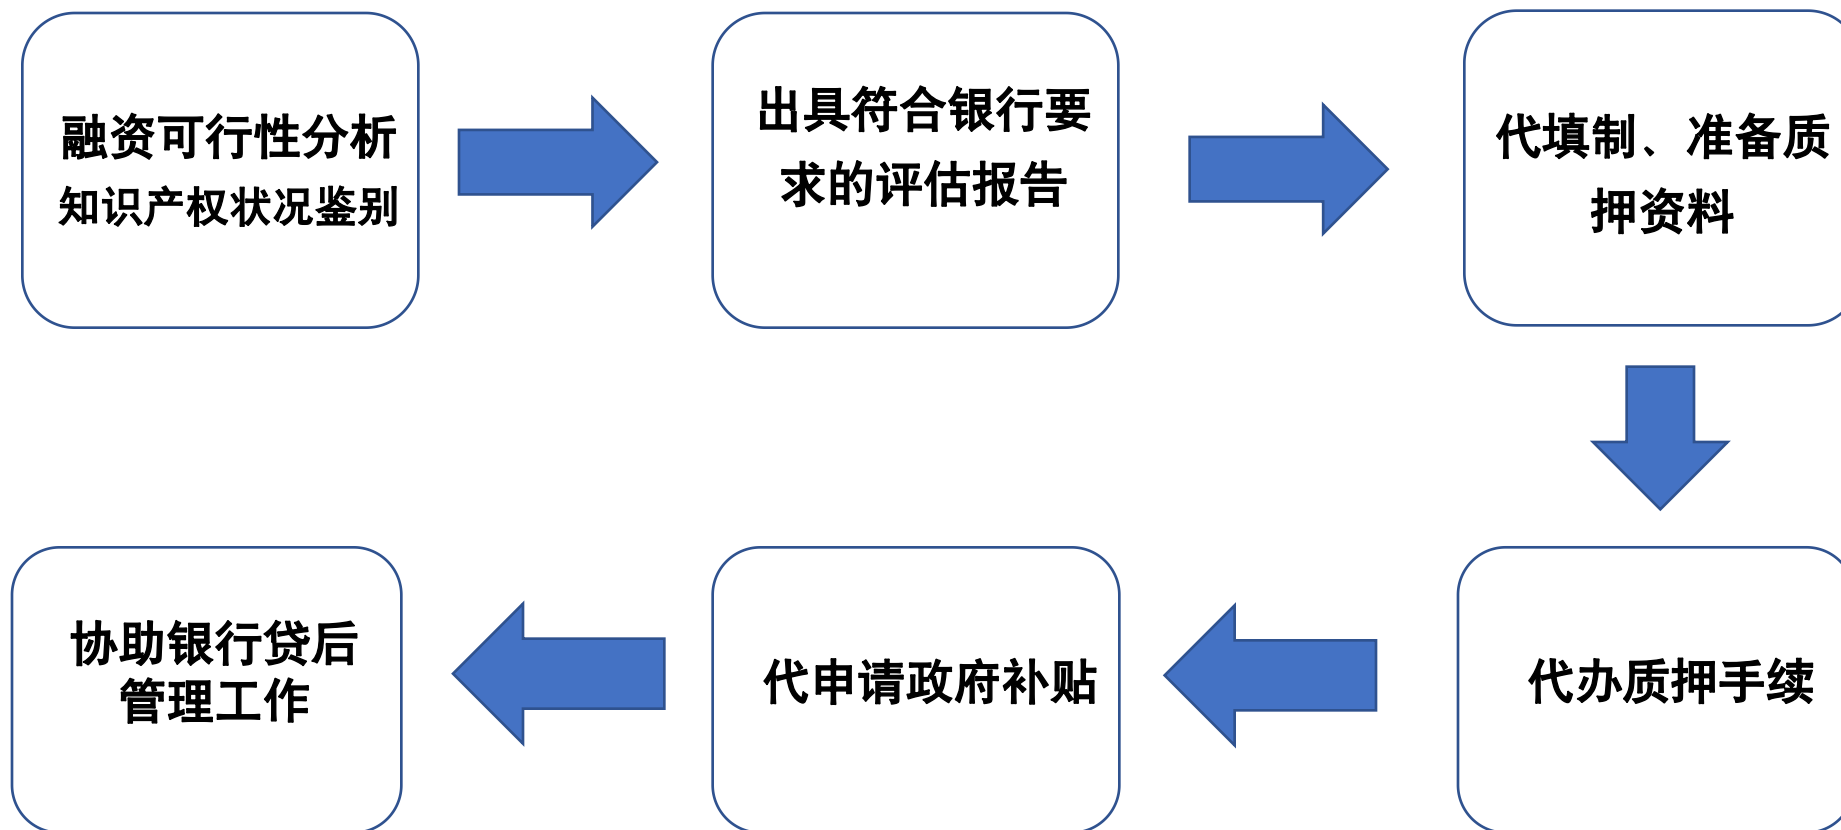 融资可行性分析
知识产权状况鉴别
出具符合银行要
求的评估报告
代填制、准备质
押资料
代办质押手续
代申请政府补贴
协助银行贷后
管理工作